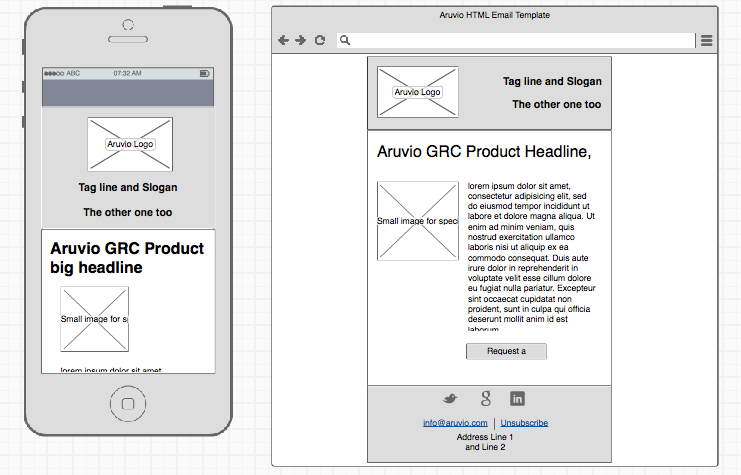 ABC 07:32 AM
Aruvio Logo
Tag line and Slogan
The other one too
Aruvio GRC Product
big headline
Small image for sp
lorem ipsum dolor sit amet,
Aruvio HTML Email Template
Aruvio Logo
Tag line and Slogan
The other one too
Aruvio GRC Product Headline,
Small image for speci
lorem ipsum dolor sit amet,
consectetur adipisicing elit, sed
do eiusmod tempor incididunt ut
labore et dolore magna aliqua. Ut
enim ad minim veniam, quis
nostrud exercitation ullamco
laboris nisi ut aliquip ex ea
commodo consequat. Duis aute
irure dolor in reprehenderit in
voluptate velit esse cillum dolore
eu fugiat nulla pariatur. Excepteur
sint occaecat cupidatat non
proident, sunt in culpa qui officia
deserunt mollit anim id est
laborum
Request a
info@aruvio.com | Unsubscribe
Address Line 1
and Line 2